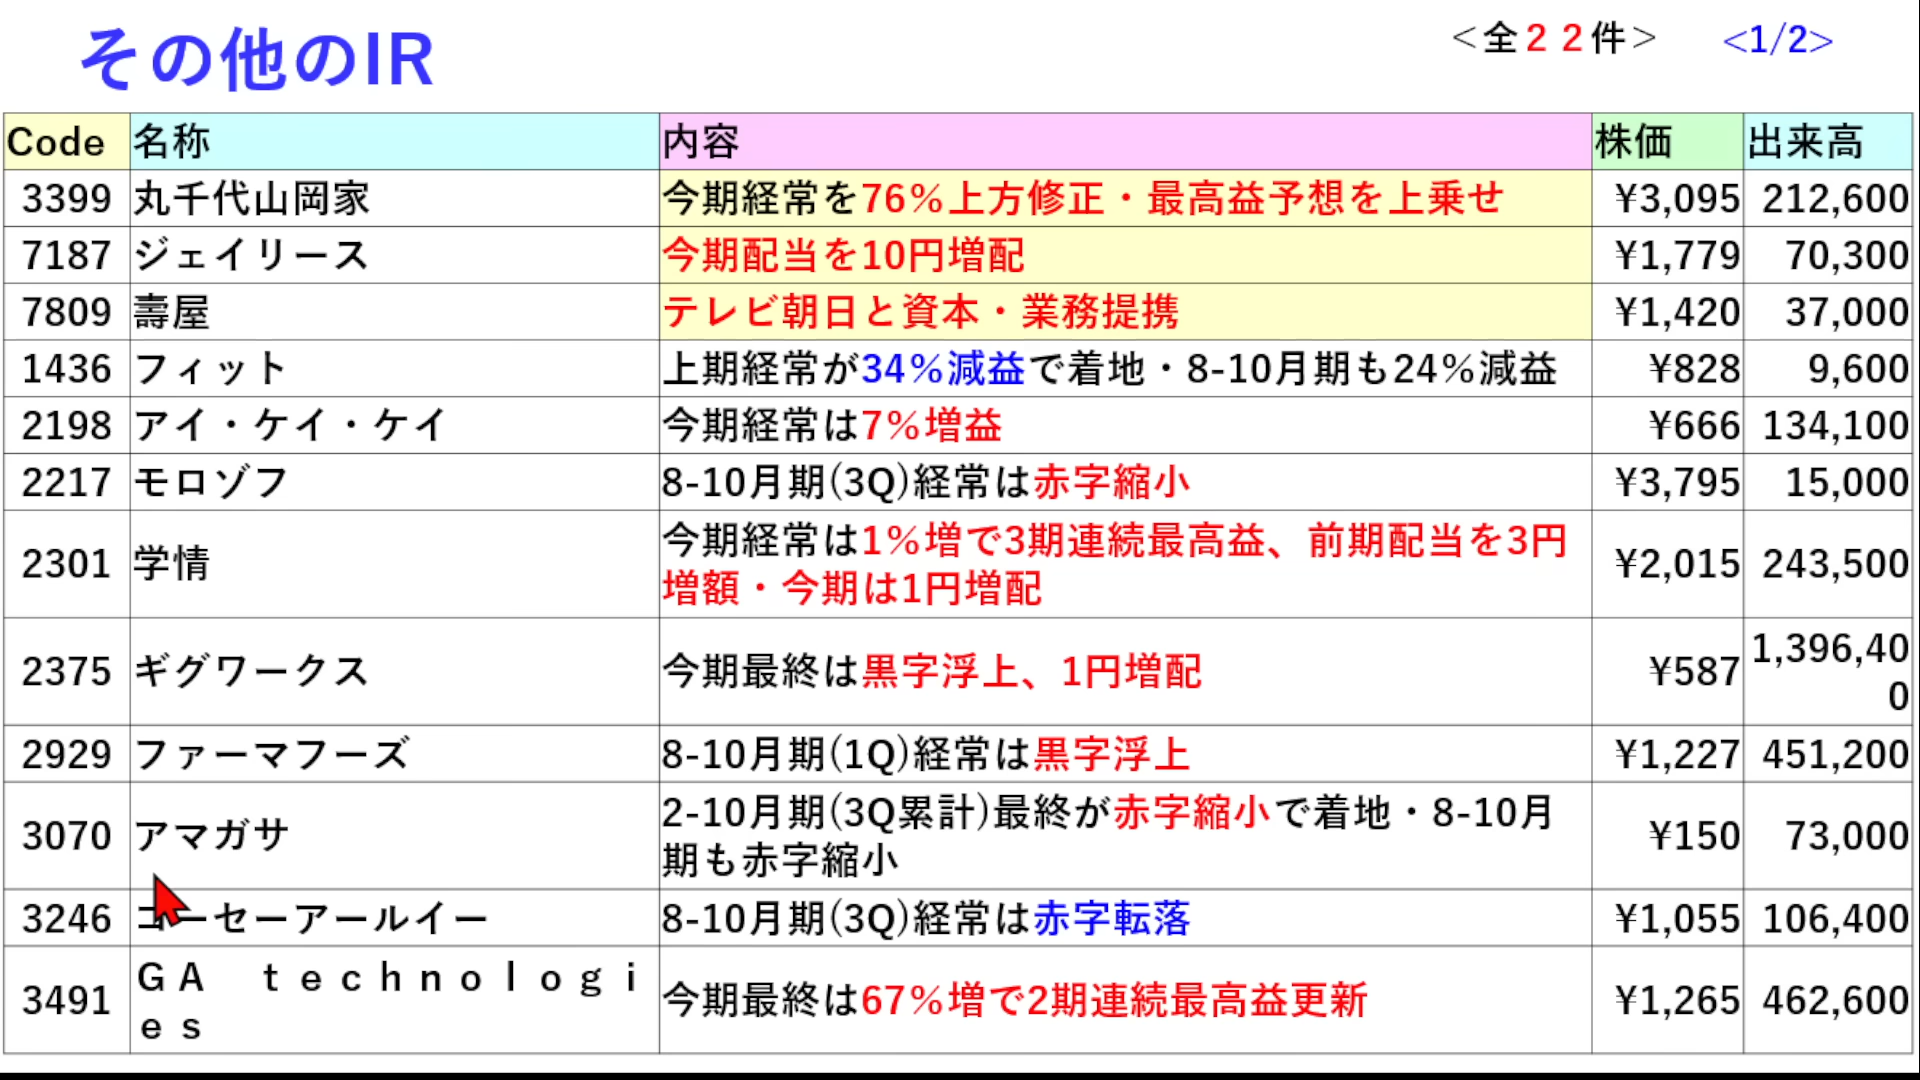 その他のIR
<全２２件>
<1/2>
Code 名称 内容 株価 出来高
3399 丸千代山岡家 今期経常を76%上方修正・最高益予想を上乗せ ¥3,095 212,600
7187 ジェイリース 今期配当を10円増配 ¥1,779 70,300
7809 壽屋 テレビ朝日と資本・業務提携 ¥1,420 37,000
1436 フィット 上期経常が34%減益で着地・8-10月期も24%減益 ¥828 9,600
2198 アイ・ケイ・ケイ 今期経常は7%増益 ¥666 134,100
2217 モロゾフ 8-10月期(3Q)経常は赤字縮小 ¥3,795 15,000
2301 学情 今期経常は1%増で3期連続最高益、前期配当を3円
増額・今期は1円増配 ¥2,015 243,500
2375 ギグワークス 今期最終は黒字浮上、1円増配 ¥587 1,396,40
0
2929 ファーマフーズ 8-10月期(1Q)経常は黒字浮上 ¥1,227 451,200
3070 アマガサ 2-10月期(3Q累計)最終が赤字縮小で着地・8-10月
期も赤字縮小 ¥150 73,000
3246 コーセーアールイー 8-10月期(3Q)経常は赤字転落 ¥1,055 106,400
3491 ＧＡ　ｔｅｃｈｎｏｌｏｇｉ
ｅｓ 今期最終は67%増で2期連続最高益更新 ¥1,265 462,600